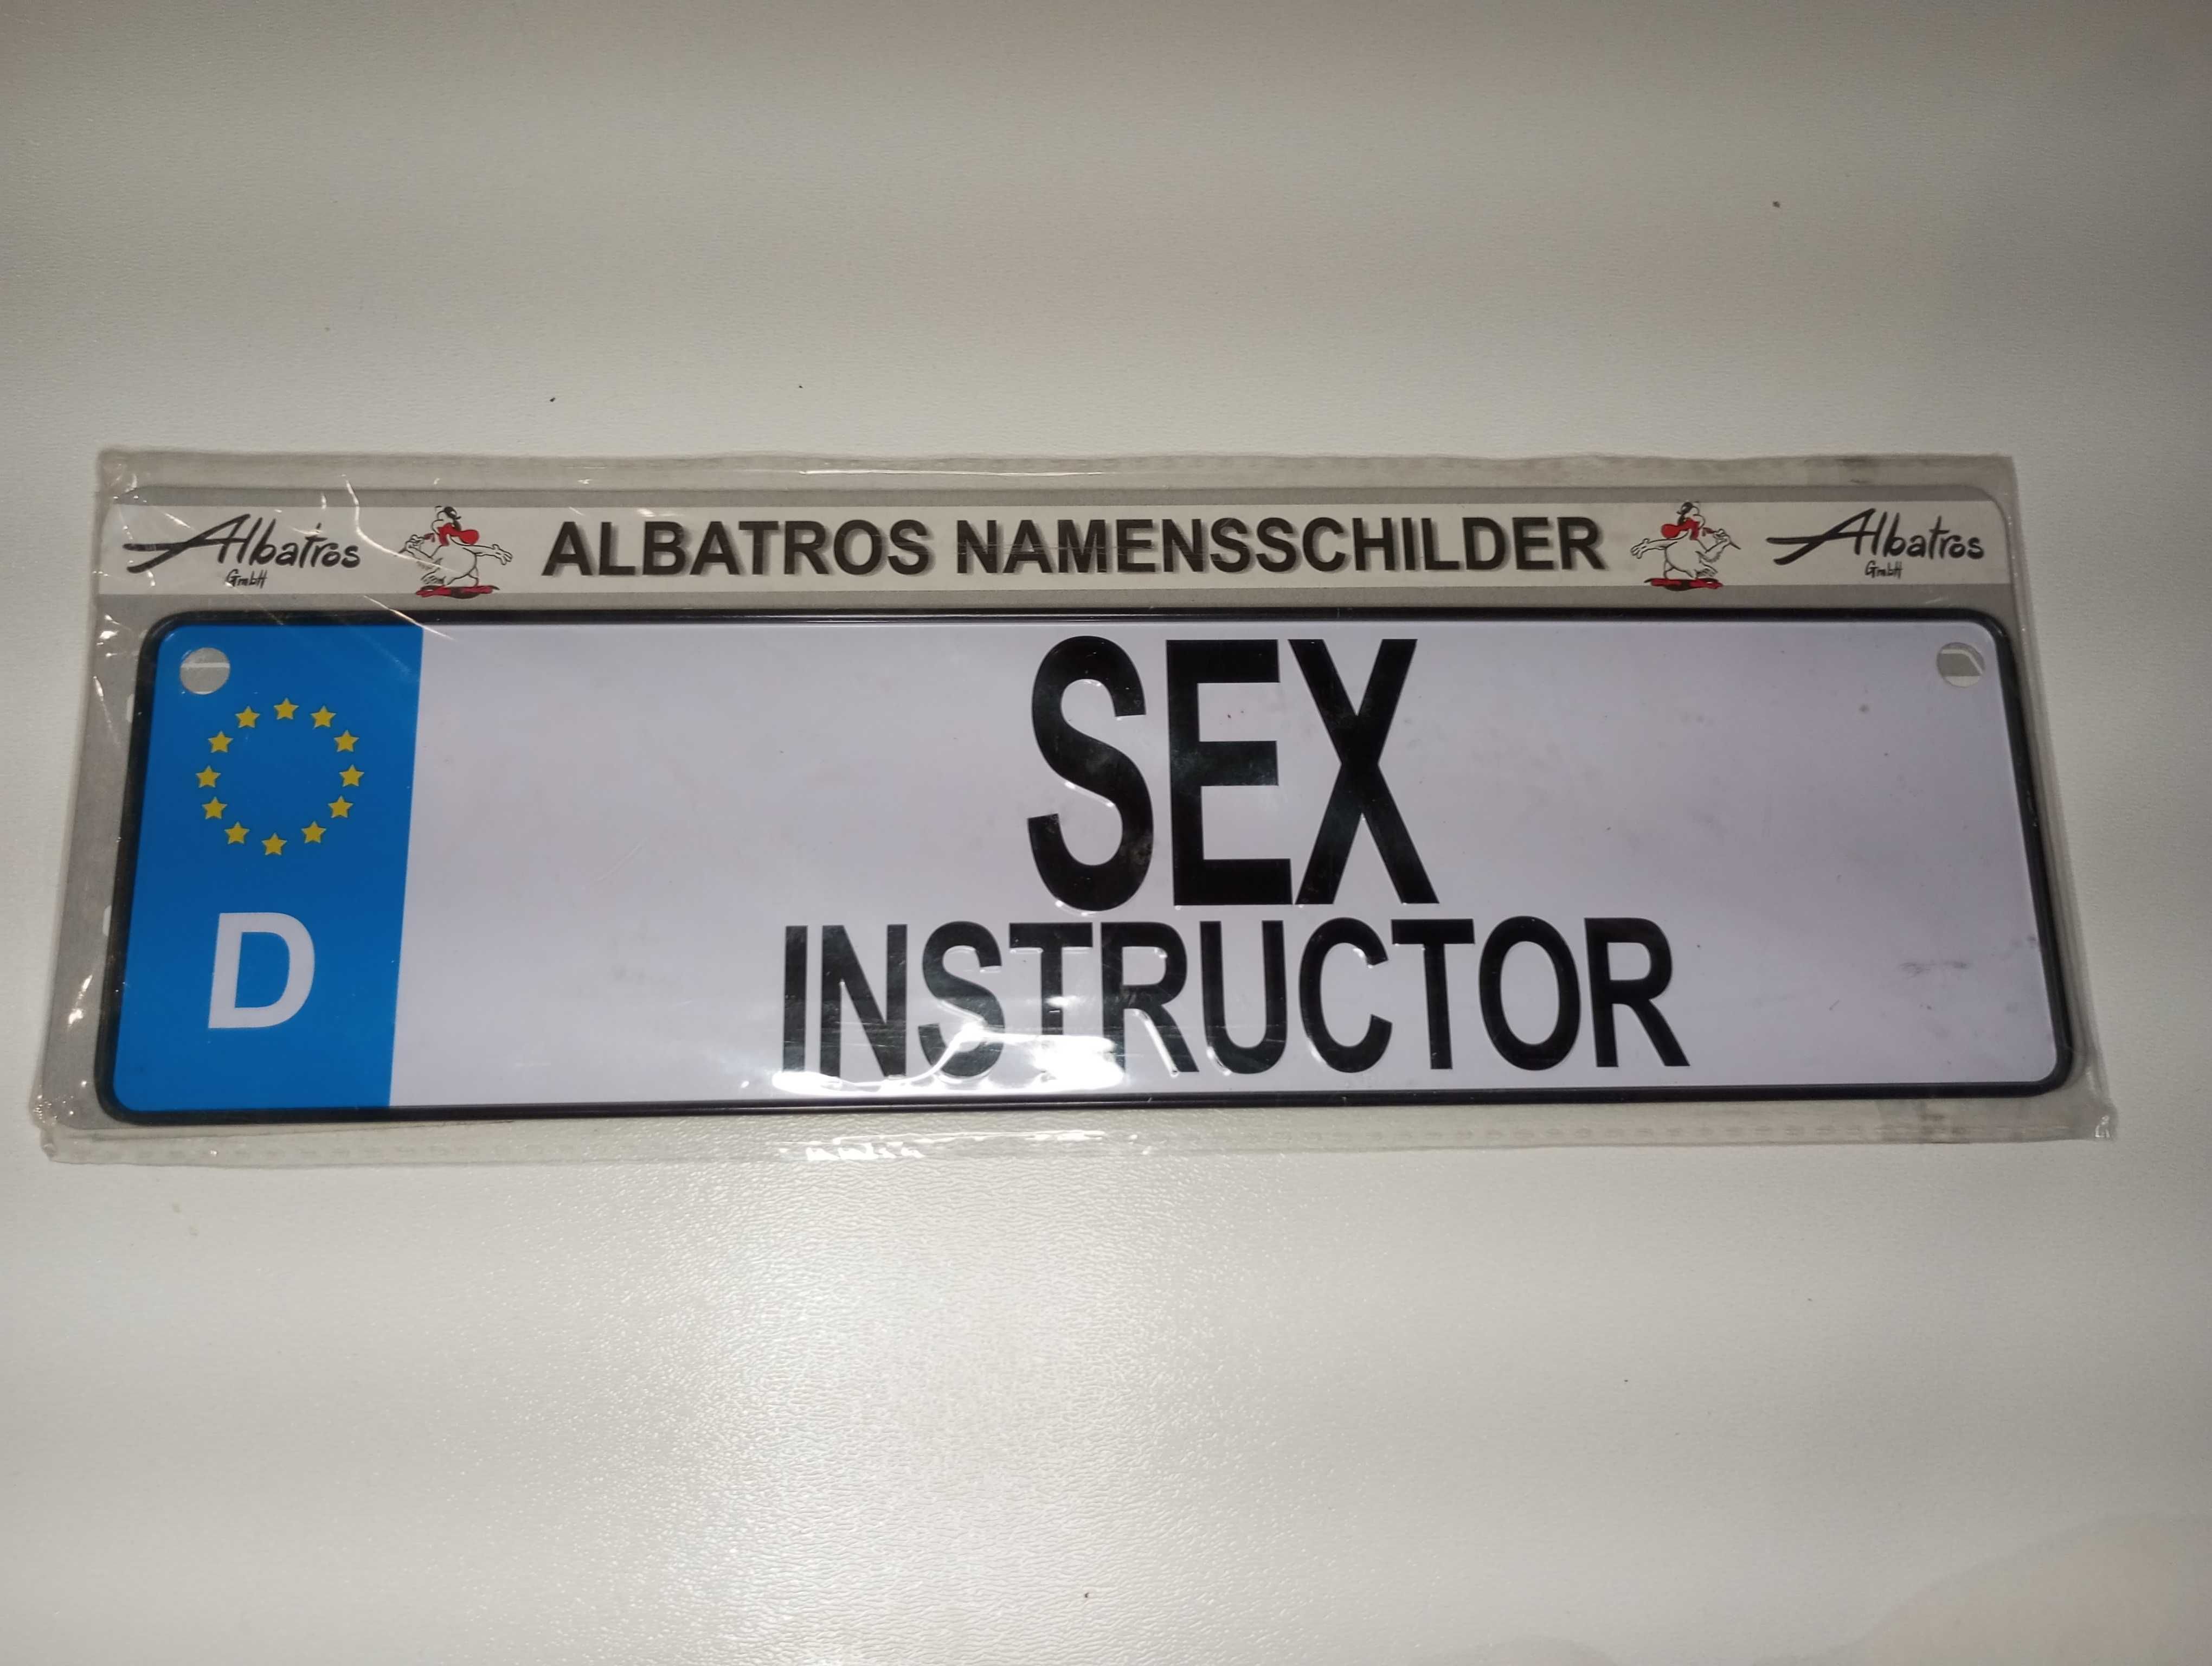 Albatros GmbH ALBATROS NAMENSSCHILDER Albatros GmbH
SEX
INSTRUCTOR
D